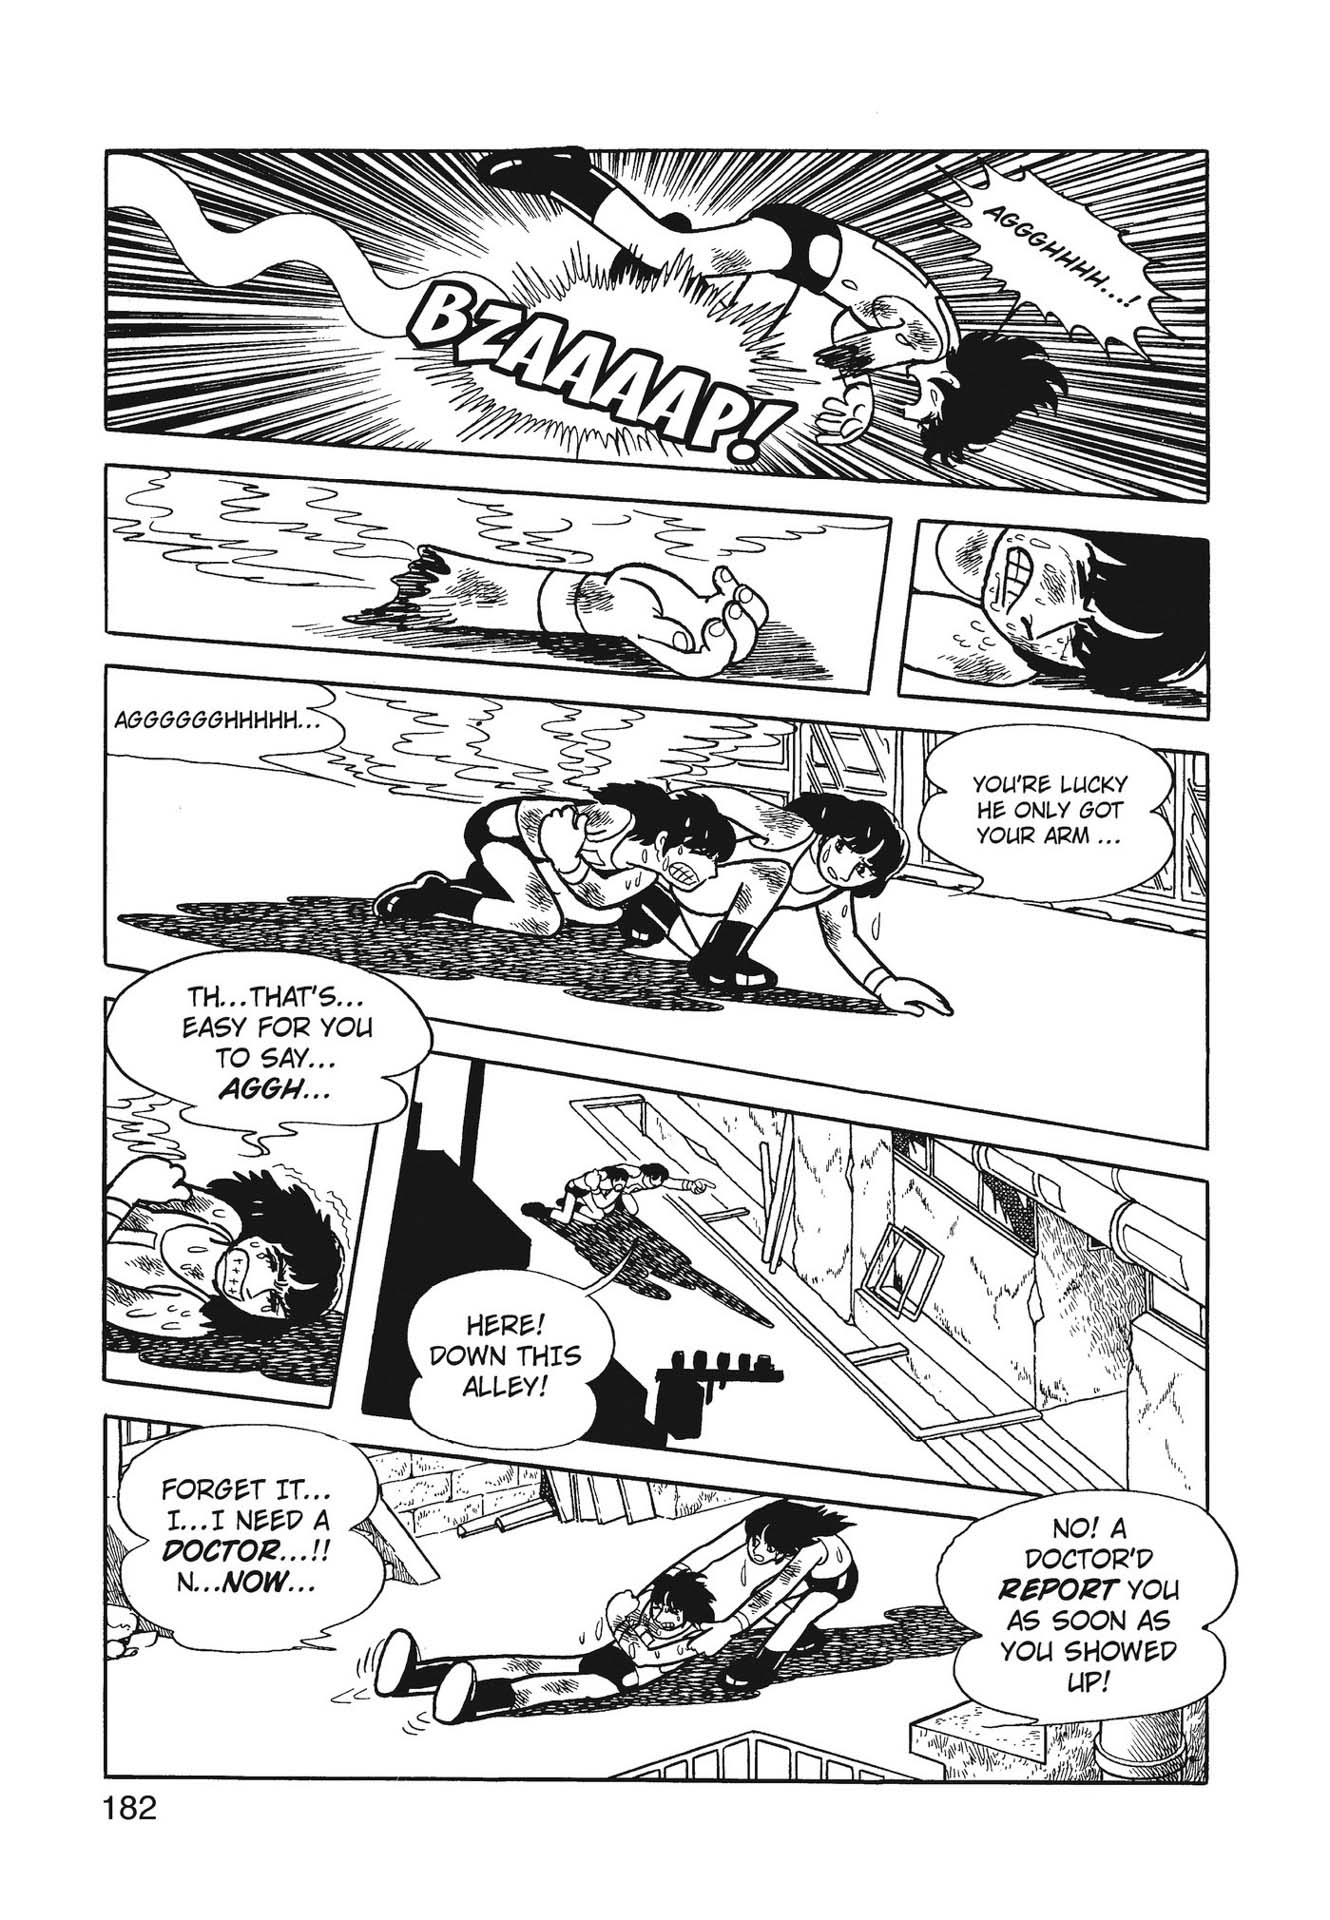 AGGGHHHH...!
BZAAAAAP!
AGGGGGGHHHHH...
YOU'RE LUCKY
HE ONLY GOT
YOUR ARM ...
TH...THAT'S...
EASY FOR YOU
TO SAY...
AGGH...
HERE!
DOWN THIS
ALLEY!
FORGET IT...
I...I NEED A
DOCTOR...!!
N...NOW...
NO! A
DOCTOR'D
REPORT YOU
AS SOON AS
YOU SHOWED
UP!
182